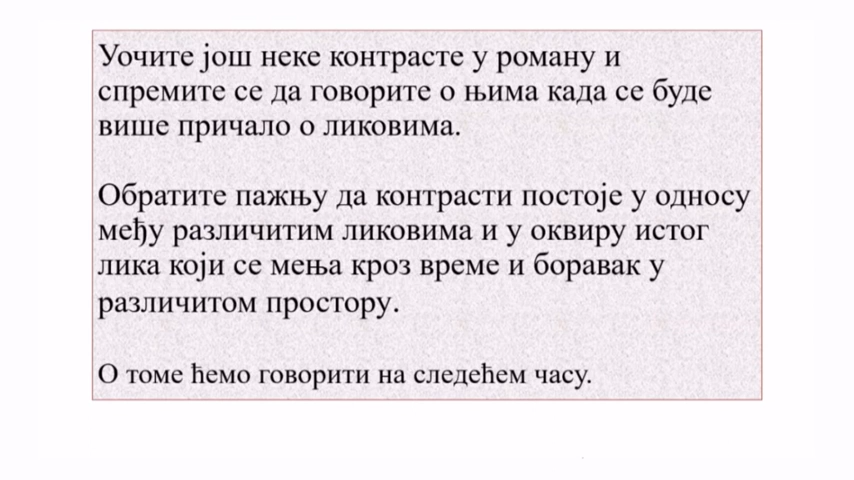 Уочите још неке контрасте у роману и
спремите се да говорите о њима када се буде
више причало о ликовима.
Обратите пажњу да контрасти постоје у односу
међу различитим ликовима и у оквиру истог
лика који се мења кроз време и боравак у
различитом простору.
О томе ћемо говорити на следећем часу.